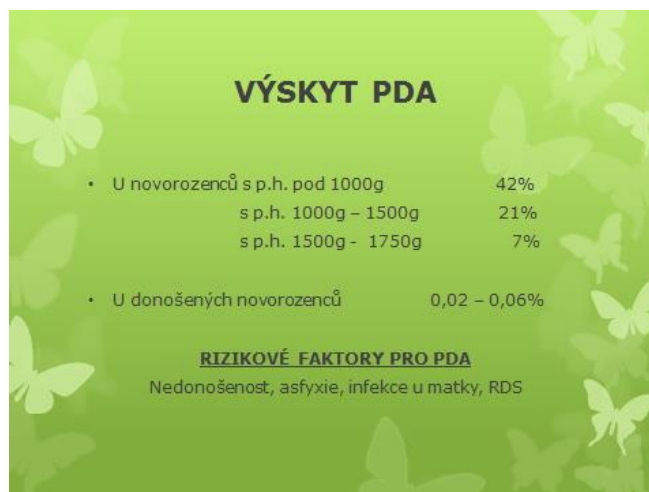 VÝSKYT PDA
• U novorozenců s p.h. pod 1000g 42%
s p.h. 1000g – 1500g 21%
s p.h. 1500g - 1750g 7%
• U donošených novorozenců 0,02 – 0,06%
RIZIKOVÉ FAKTORY PRO PDA
Nedonošenost, asfyxie, infekce u matky, RDS